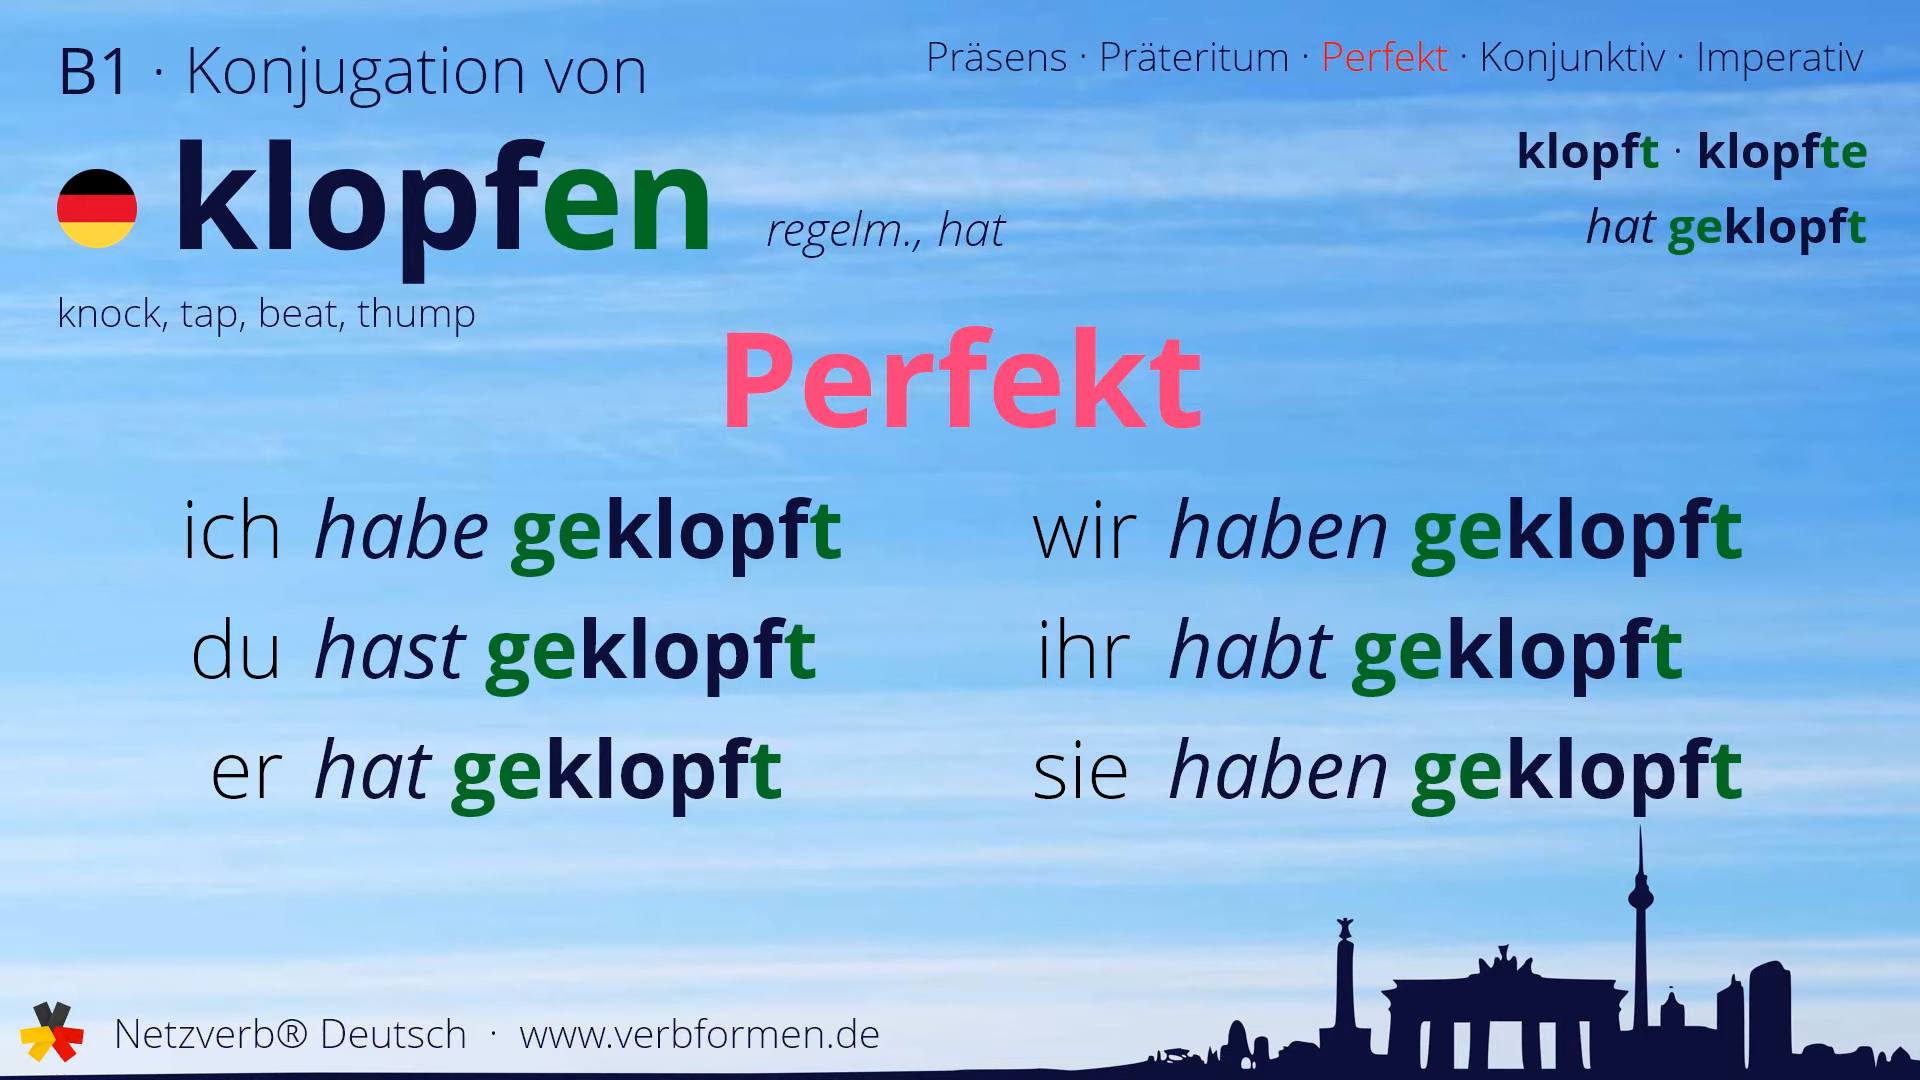 B1 · Konjugation von
Präsens · Präteritum · Perfekt · Konjunktiv · Imperativ
klopfen regelm., hat
klopft · klopfte
hat geklopft
knock, tap, beat, thump
Perfekt
ich habe geklopft
du hast geklopft
er hat geklopft
wir haben geklopft
ihr habt geklopft
sie haben geklopft
Netzverb® Deutsch · www.verbformen.de